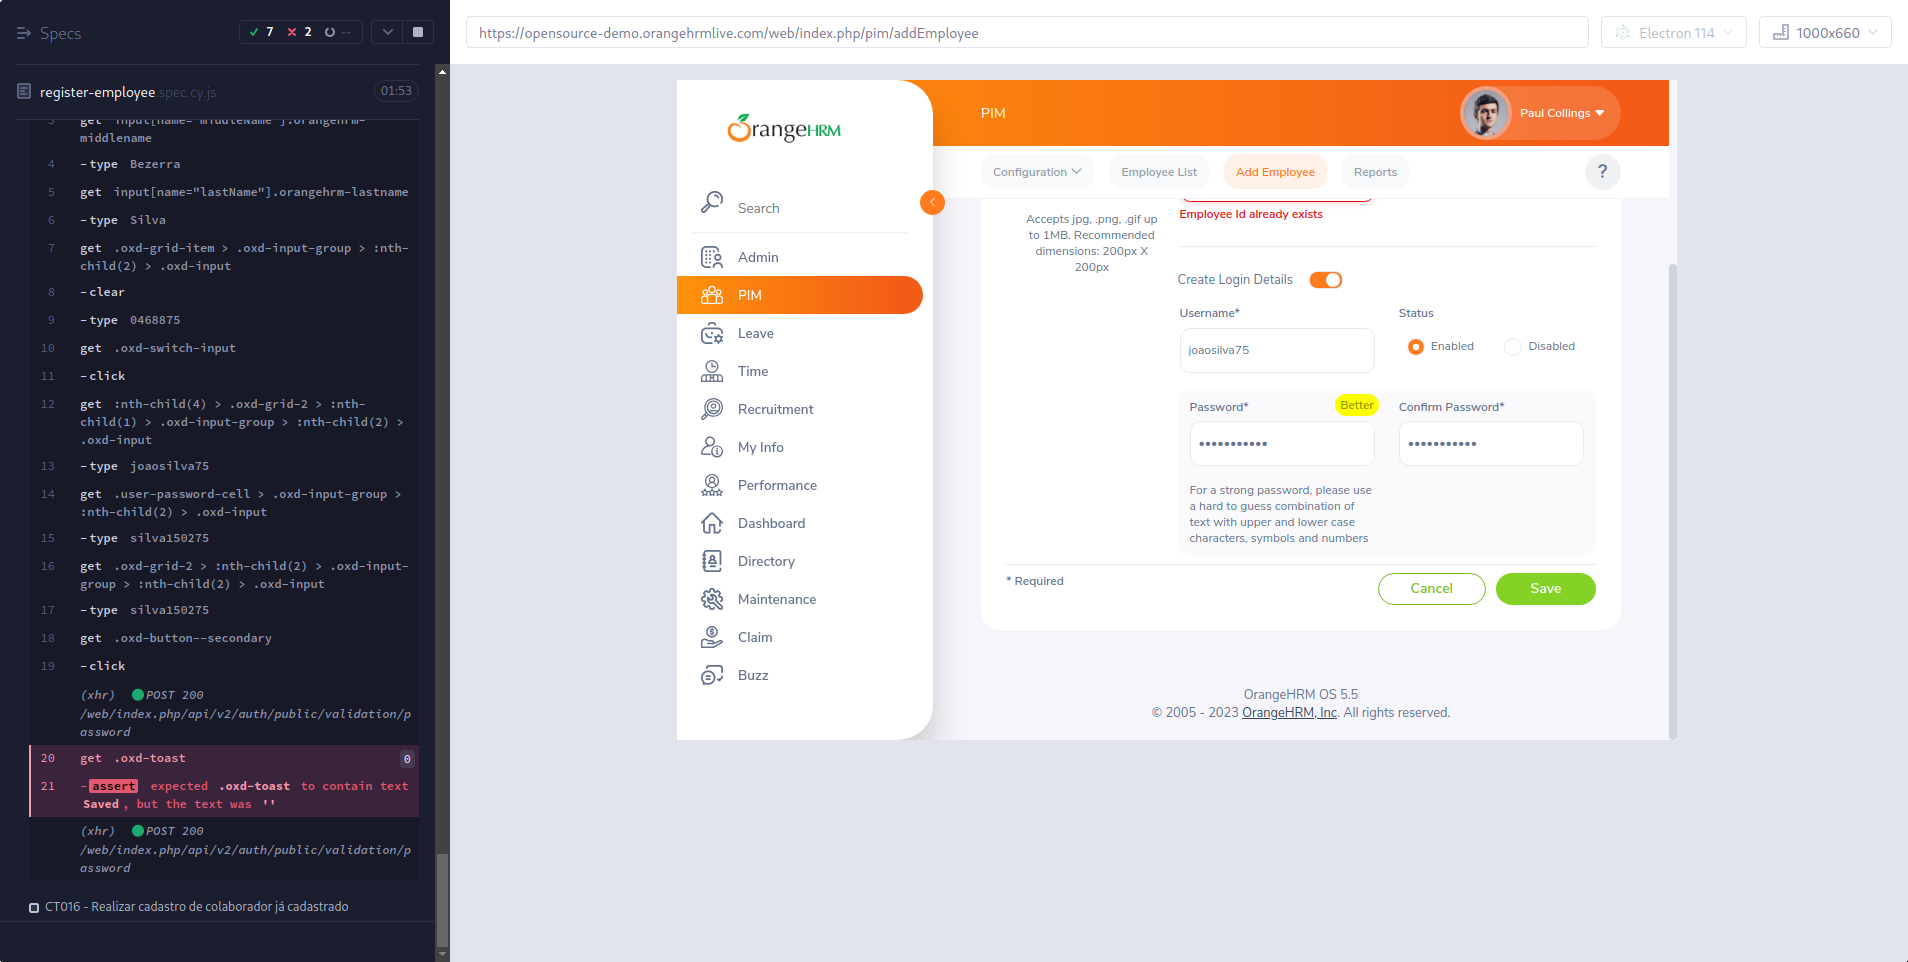 Specs
7
2
--
register-employee.spec.cy.js
01:53
3 get input[name="middleName"].orangehrm-
middlename
4 -type Bezerra
5 get input[name="lastName"].orangehrm-lastname
6 -type Silva
7 get .oxd-grid-item > .oxd-input-group > :nth-
child(2) > .oxd-input
8 -clear
9 -type 0468875
10 get .oxd-switch-input
11 -click
12 get :nth-child(4) > .oxd-grid-2 > :nth-
child(1) > .oxd-input-group > :nth-child(2) >
.oxd-input
13 -type joaosilva75
14 get .user-password-cell > .oxd-input-group >
:nth-child(2) > .oxd-input
15 -type silva150275
16 get .oxd-grid-2 > :nth-child(2) > .oxd-input-
group > :nth-child(2) > .oxd-input
17 -type silva150275
18 get .oxd-button--secondary
19 -click
(xhr) POST 200
/web/index.php/api/v2/auth/public/validation/p
assword
20 get .oxd-toast 0
21 -assert expected .oxd-toast to contain text
Saved, but the text was ''
(xhr) POST 200
/web/index.php/api/v2/auth/public/validation/p
assword
CT016 - Realizar cadastro de colaborador já cadastrado
https://opensource-demo.orangehrmlive.com/web/index.php/pim/addEmployee
Electron 114
1000x660
OrangeHRM
Search
Admin
PIM
Leave
Time
Recruitment
My Info
Performance
Dashboard
Directory
Maintenance
Claim
Buzz
PIM
Paul Collings
Configuration
Employee List
Add Employee
Reports
?
Accepts jpg, .png, .gif up
to 1MB. Recommended
dimensions: 200px X
200px
Employee Id already exists
Create Login Details
Username*
Status
joaosilva75
Enabled
Disabled
Password*
Better
Confirm Password*
•••••••••••
•••••••••••
For a strong password, please use
a hard to guess combination of
text with upper and lower case
characters, symbols and numbers
* Required
Cancel
Save
OrangeHRM OS 5.5
© 2005 - 2023 OrangeHRM, Inc. All rights reserved.